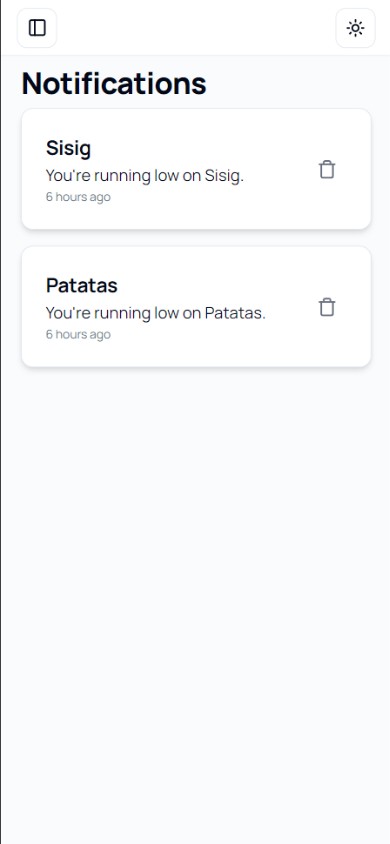 Notifications
Sisig
You're running low on Sisig.
6 hours ago
Patatas
You're running low on Patatas.
6 hours ago